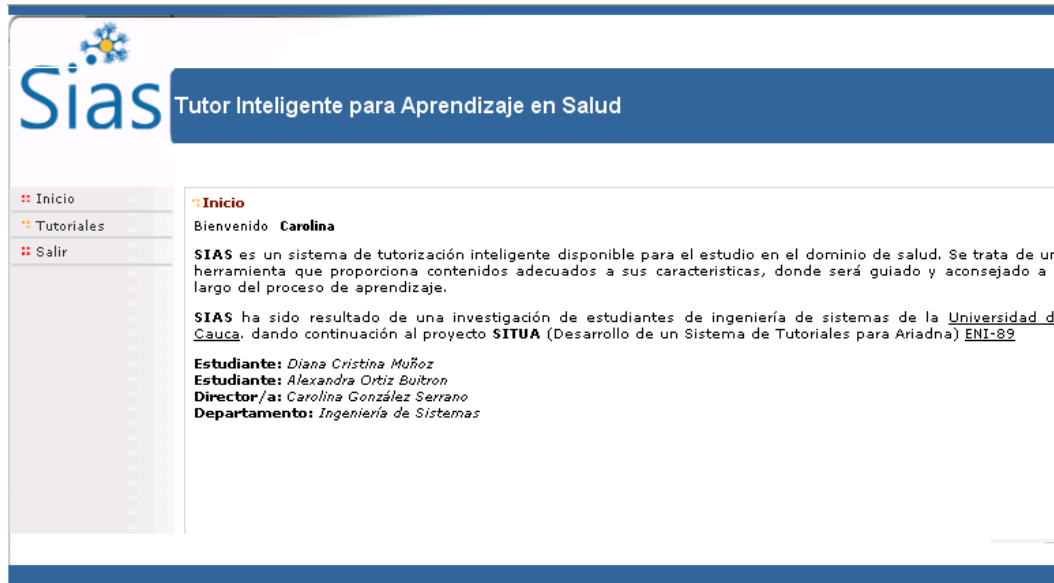 Sias
Tutor Inteligente para Aprendizaje en Salud
Inicio
Tutoriales
Salir
Inicio
Bienvenido Carolina
SIAS es un sistema de tutorización inteligente disponible para el estudio en el dominio de salud. Se trata de
herramienta que proporciona contenidos adecuados a sus caracteristicas, donde será guiado y aconsejado a
largo del proceso de aprendizaje.
SIAS ha sido resultado de una investigación de estudiantes de ingeniería de sistemas de la Universidad
Cauca. dando continuación al proyecto SITUA (Desarrollo de un Sistema de Tutoriales para Ariadna) ENI-89
Estudiante: Diana Cristina Muñoz
Estudiante: Alexandra Ortiz Buitron
Director/a: Carolina González Serrano
Departamento: Ingeniería de Sistemas